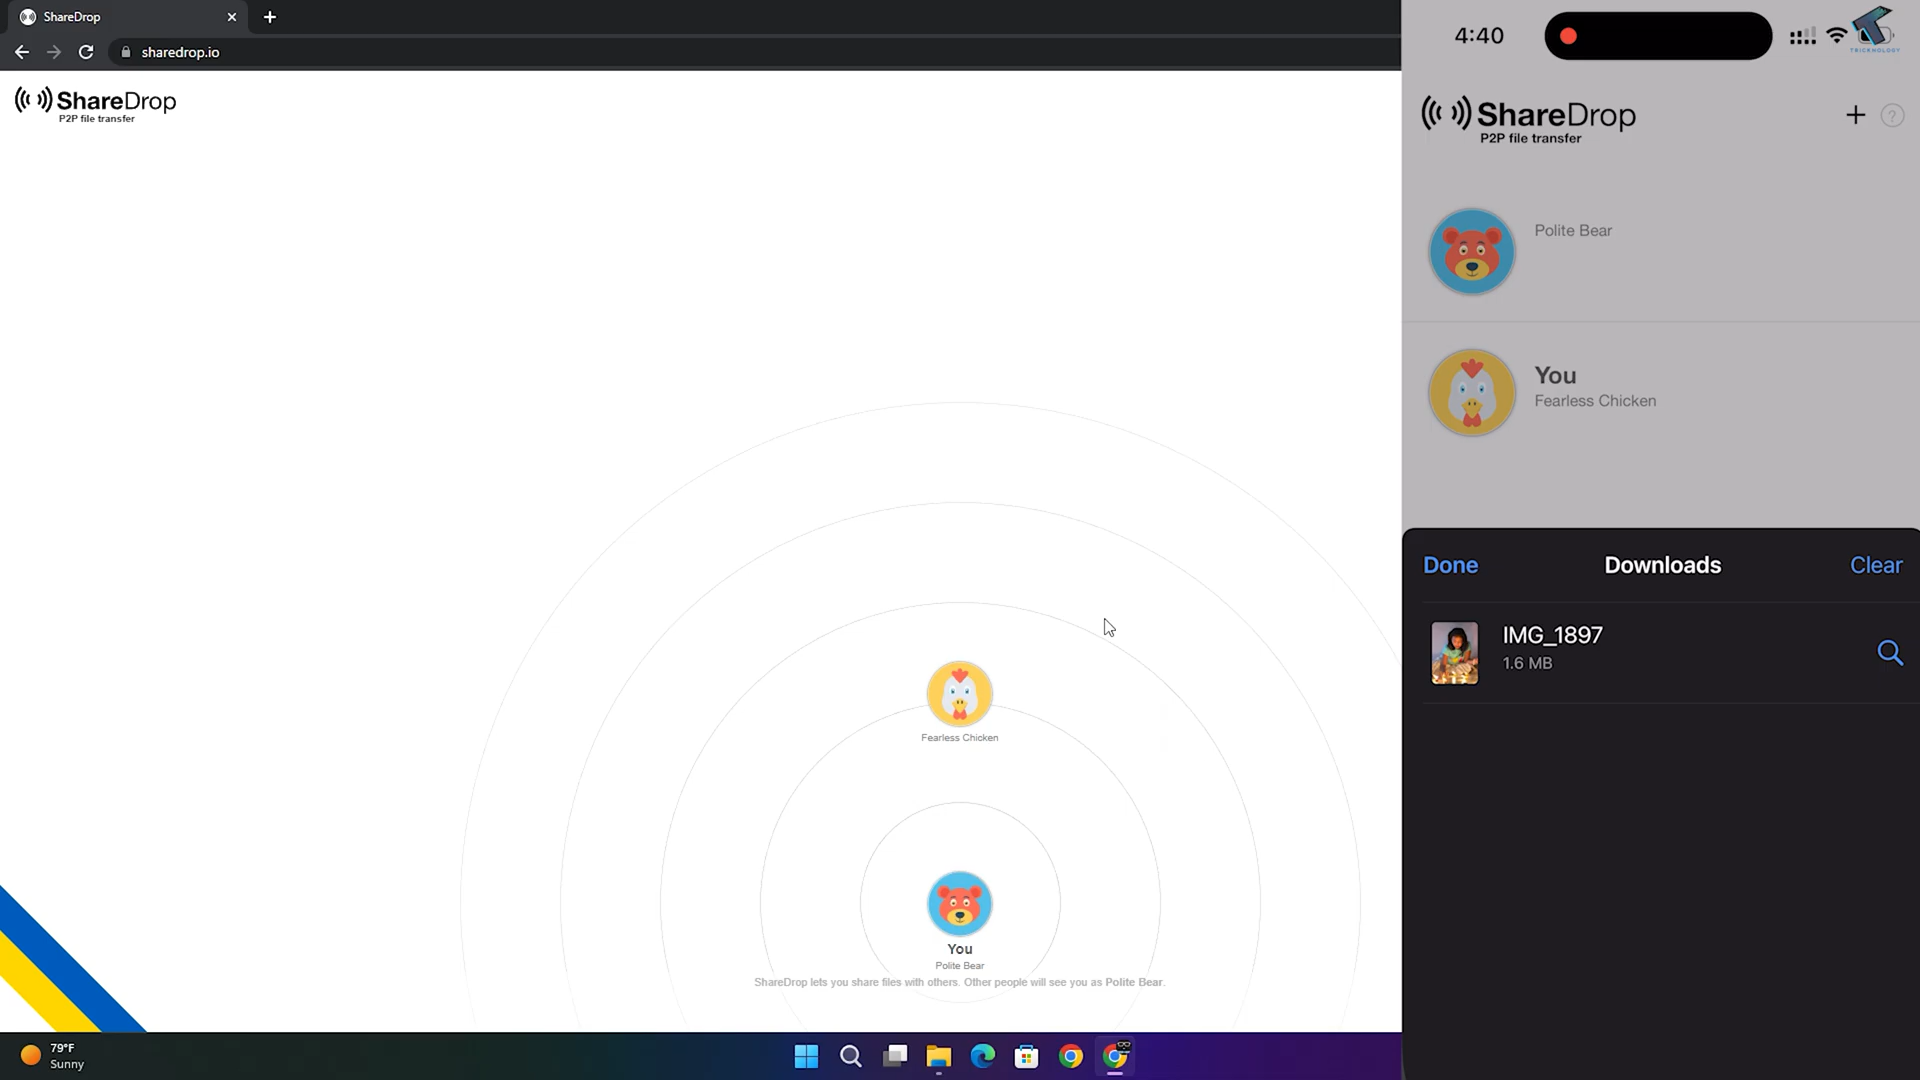 ShareDrop
sharedrop.io
ShareDrop
P2P file transfer
Fearless Chicken
You
Polite Bear
ShareDrop lets you share files with others. Other people will see you as Polite Bear.
79°F
Sunny
4:40
TRICKNOLOGY
ShareDrop
P2P file transfer
+ ?
Polite Bear
You
Fearless Chicken
Done Downloads Clear
IMG_1897
1.6 MB